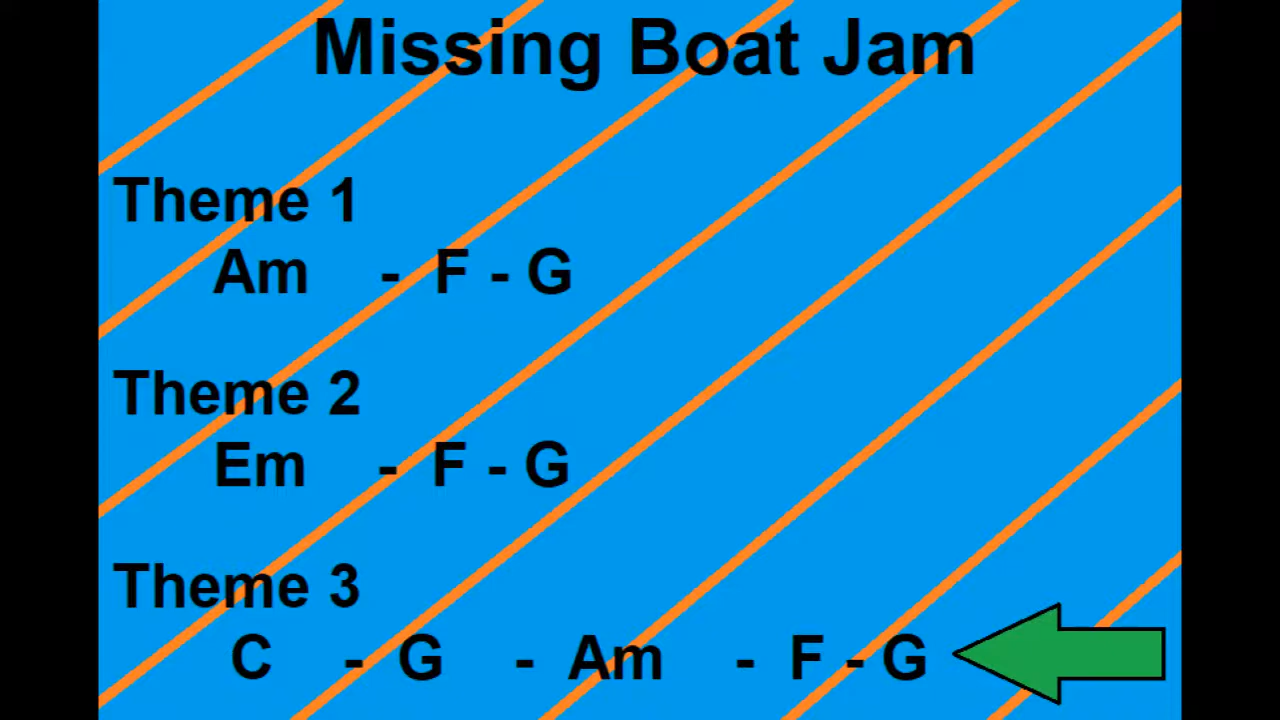 Missing Boat Jam
Theme 1
Am - F - G
Theme 2
Em - F - G
Theme 3
C - G - Am - F - G